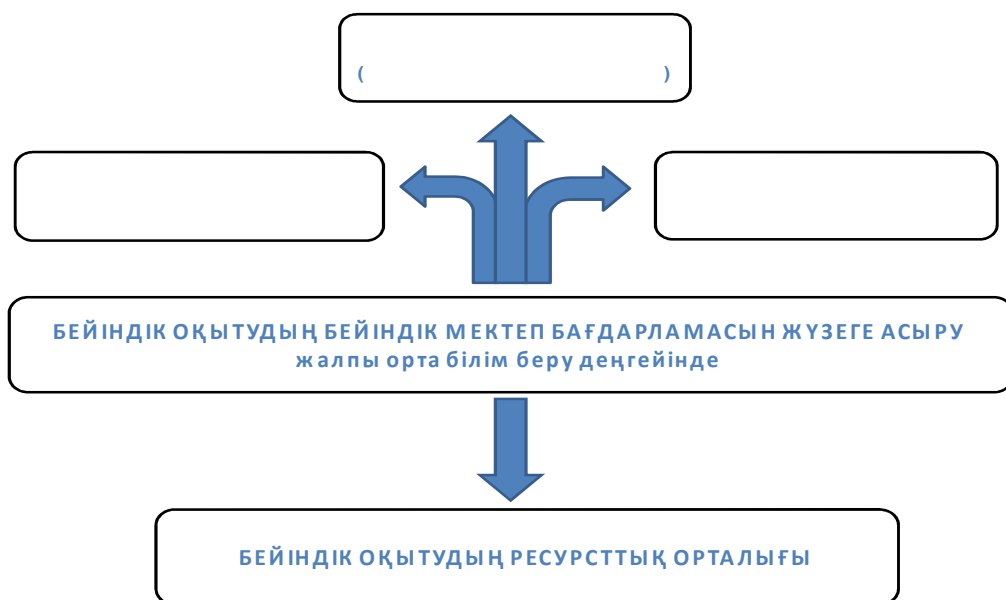 ( )
БЕЙІНДІК ОҚЫТУДЫҢ БЕЙІНДІК МЕКТЕП БАҒДАРЛАМАСЫН ЖҮЗЕГЕ АСЫРУ
жалпы орта білім беру деңгейінде
БЕЙІНДІК ОҚЫТУДЫҢ РЕСУРСТТЫҚ ОРТАЛЫҒЫ